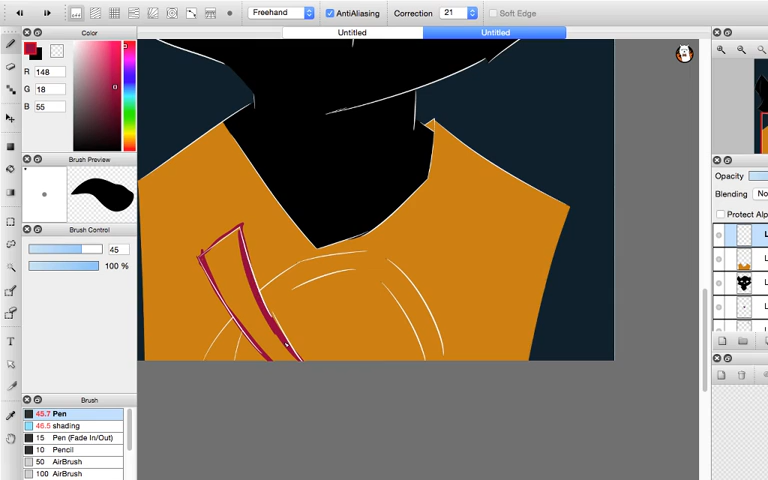 Freehand AntiAliasing Correction 21 Soft Edge
Untitled Untitled
Color
R 148
G 18
B 55
Brush Preview
Brush Control
45
100 %
Brush
45.7 Pen
46.5 shading
15 Pen (Fade In/Out)
10 Pencil
50 AirBrush
100 AirBrush
T
Opacity
Blending No
Protect Alp
L
L
L
L